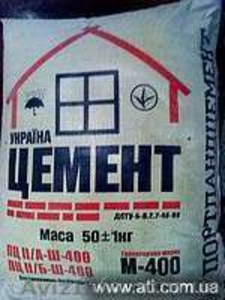 УКРАЇНА
ЦЕМЕНТ
ДСТУ-Б-В.2.7-46-96
Маса 50±1кг
ПЦ II/А-Ш-400
ПЦ II/Б-Ш-400
М-400
ПОРТЛАНДЦЕМЕНТ
www.ati.com.ua